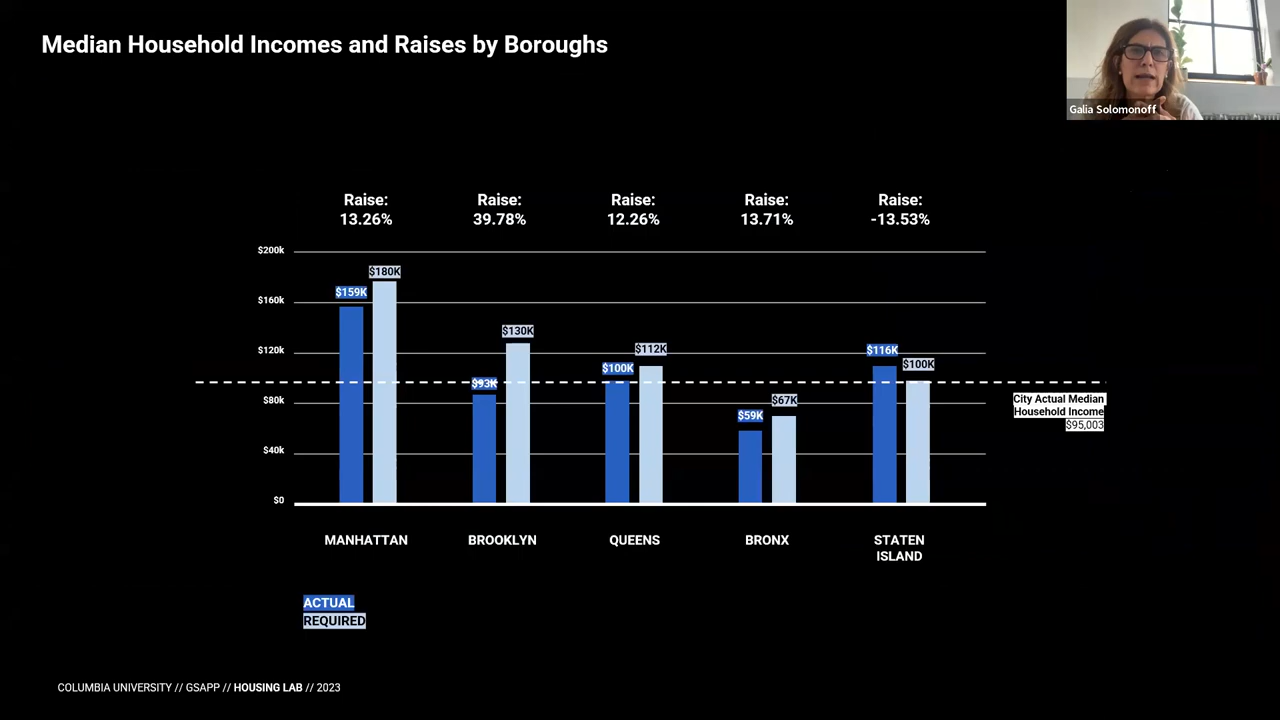 Median Household Incomes and Raises by Boroughs
Galia Solomonoff
Raise:
13.26%
Raise:
39.78%
Raise:
12.26%
Raise:
13.71%
Raise:
-13.53%
$200k
$160k
$120k
$80k
$40k
$0
$159K
$180K
$93K
$130K
$100K
$112K
$59K
$67K
$116K
$100K
City Actual Median
Household Income
$95,003
MANHATTAN
BROOKLYN
QUEENS
BRONX
STATEN
ISLAND
ACTUAL
REQUIRED
COLUMBIA UNIVERSITY // GSAPP // HOUSING LAB // 2023